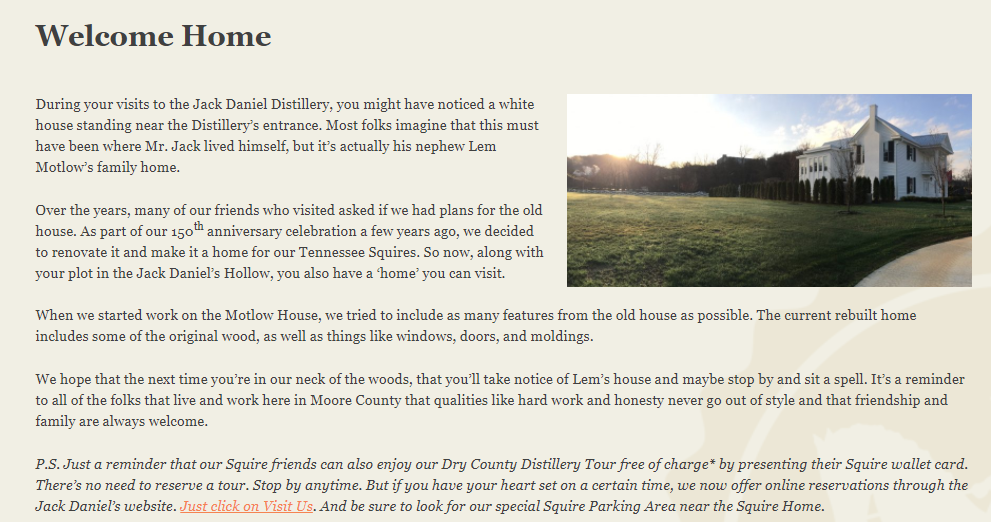 Welcome Home
During your visits to the Jack Daniel Distillery, you might have noticed a white
house standing near the Distillery’s entrance. Most folks imagine that this must
have been where Mr. Jack lived himself, but it’s actually his nephew Lem
Motlow’s family home.
Over the years, many of our friends who visited asked if we had plans for the old
house. As part of our 150th anniversary celebration a few years ago, we decided
to renovate it and make it a home for our Tennessee Squires. So now, along with
your plot in the Jack Daniel’s Hollow, you also have a ‘home’ you can visit.
When we started work on the Motlow House, we tried to include as many features from the old house as possible. The current rebuilt home
includes some of the original wood, as well as things like windows, doors, and moldings.
We hope that the next time you’re in our neck of the woods, that you’ll take notice of Lem’s house and maybe stop by and sit a spell. It’s a reminder
to all of the folks that live and work here in Moore County that qualities like hard work and honesty never go out of style and that friendship and
family are always welcome.
P.S. Just a reminder that our Squire friends can also enjoy our Dry County Distillery Tour free of charge* by presenting their Squire wallet card.
There’s no need to reserve a tour. Stop by anytime. But if you have your heart set on a certain time, we now offer online reservations through the
Jack Daniel’s website. Just click on Visit Us. And be sure to look for our special Squire Parking Area near the Squire Home.